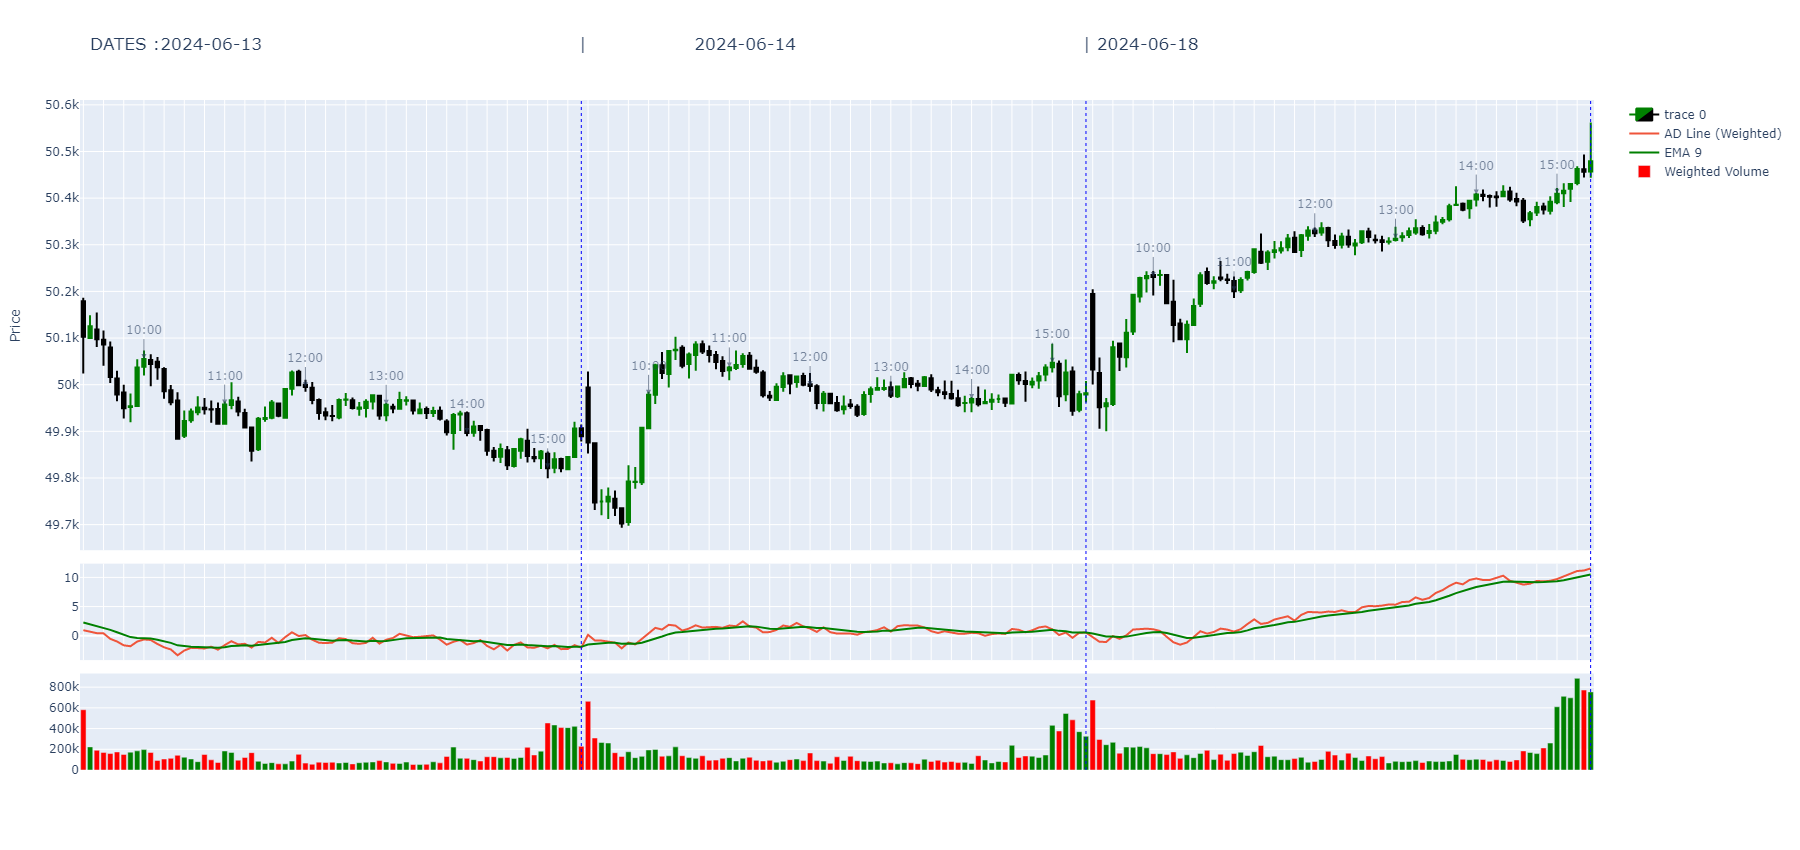 DATES :2024-06-13 | 2024-06-14 | 2024-06-18
50.6k
50.5k
50.4k
50.3k
50.2k
50.1k
50k
49.9k
49.8k
49.7k
Price
10:00
11:00
12:00
13:00
14:00
15:00
10:00
11:00
12:00
13:00
14:00
15:00
10:00
11:00
12:00
13:00
14:00
15:00
trace 0
AD Line (Weighted)
EMA 9
Weighted Volume
10
5
0
800k
600k
400k
200k
0